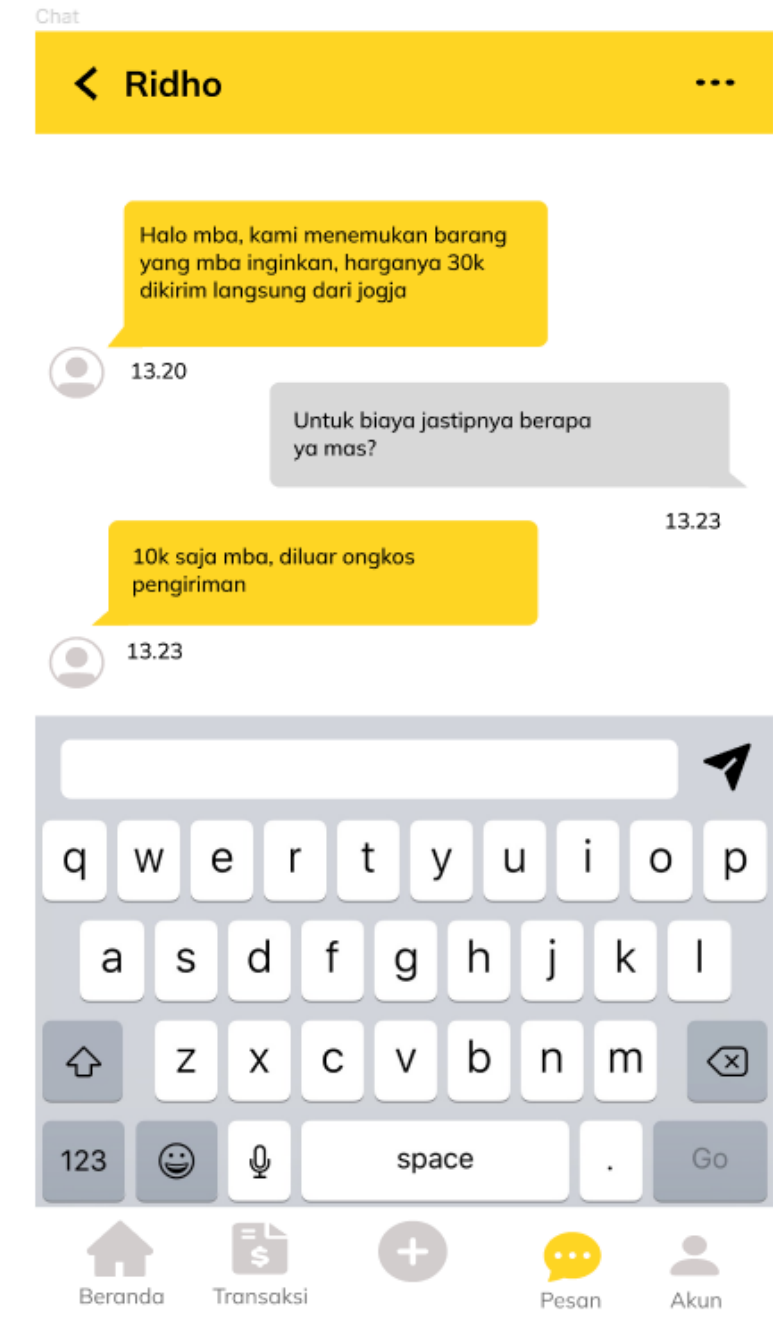 Chat
Ridho
Halo mba, kami menemukan barang
yang mba inginkan, harganya 30k
dikirim langsung dari jogja
13.20
Untuk biaya jastipnya berapa
ya mas?
13.23
10k saja mba, diluar ongkos
pengiriman
13.23
q w e r t y u i o p
a s d f g h j k l
z x c v b n m
123 space . Go
Beranda Transaksi Pesan Akun